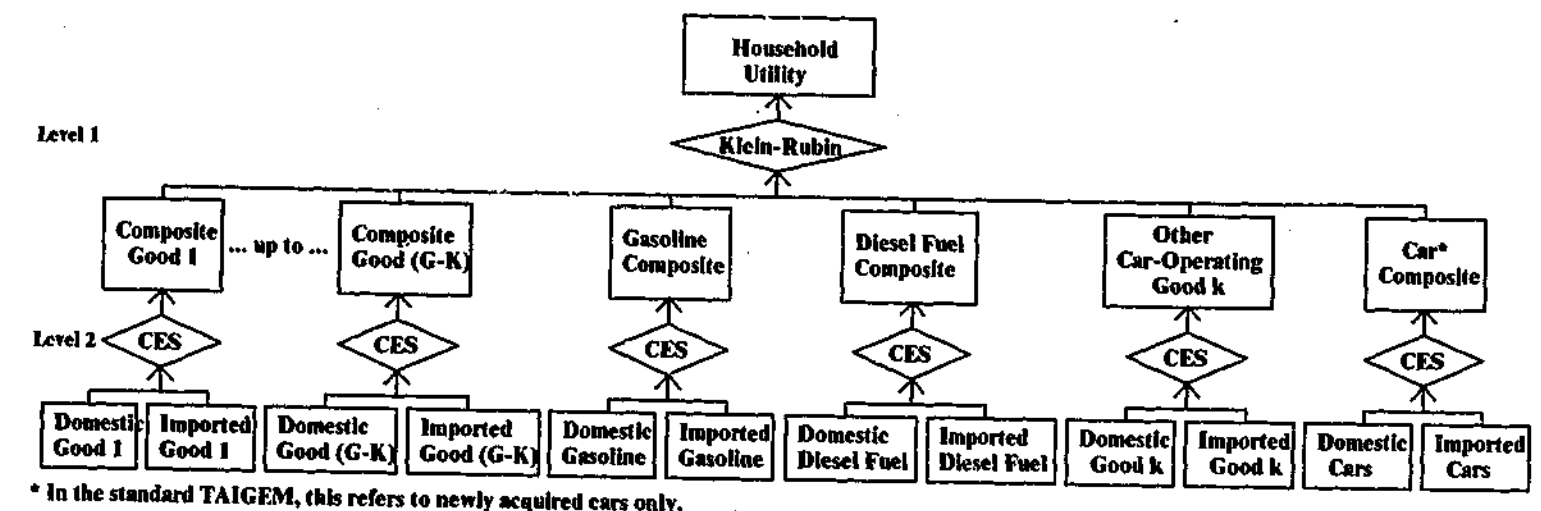 Household
Utility
Level 1
Klein-Rubin
Composite
Good 1
... up to ...
Composite
Good (G-K)
Gasoline
Composite
Diesel Fuel
Composite
Other
Car-Operating
Good k
Car*
Composite
Level 2
CES
CES
CES
CES
CES
CES
Domestic
Good 1
Imported
Good 1
Domestic
Good (G-K)
Imported
Good (G-K)
Domestic
Gasoline
Imported
Gasoline
Domestic
Diesel Fuel
Imported
Diesel Fuel
Domestic
Good k
Imported
Good k
Domestic
Cars
Imported
Cars
* In the standard TAIGEM, this refers to newly acquired cars only.